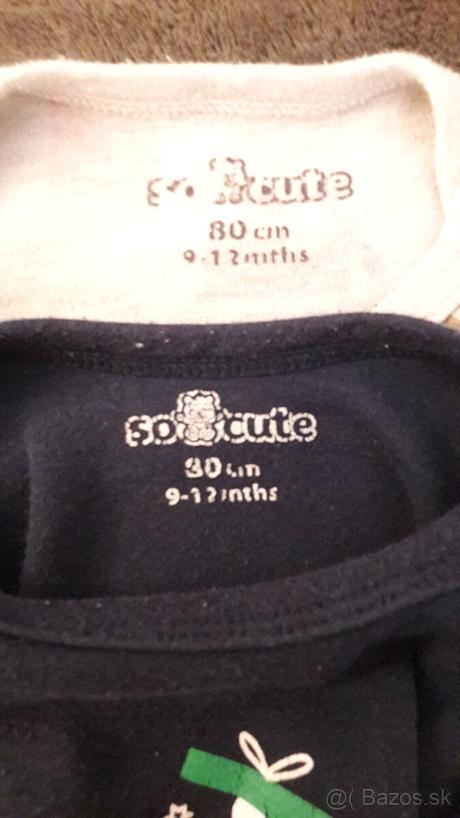 so cute
80 cm
9-12mths
so cute
80 cm
9-12mths
@( Bazos.sk